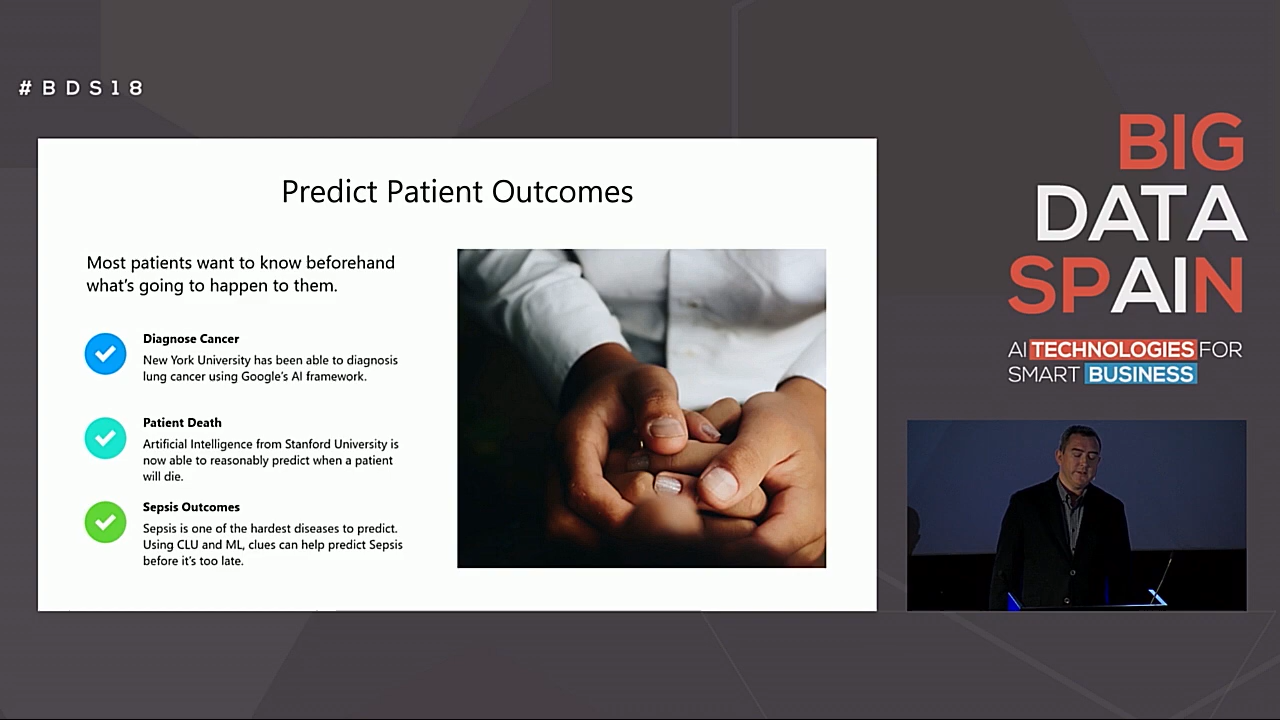 #BDS18
Predict Patient Outcomes
Most patients want to know beforehand
what's going to happen to them.
Diagnose Cancer
New York University has been able to diagnosis
lung cancer using Google's AI framework.
Patient Death
Artificial Intelligence from Stanford University is
now able to reasonably predict when a patient
will die.
Sepsis Outcomes
Sepsis is one of the hardest diseases to predict.
Using CLU and ML, clues can help predict Sepsis
before it's too late.
BIG
DATA
SPAIN
AI TECHNOLOGIES FOR
SMART BUSINESS